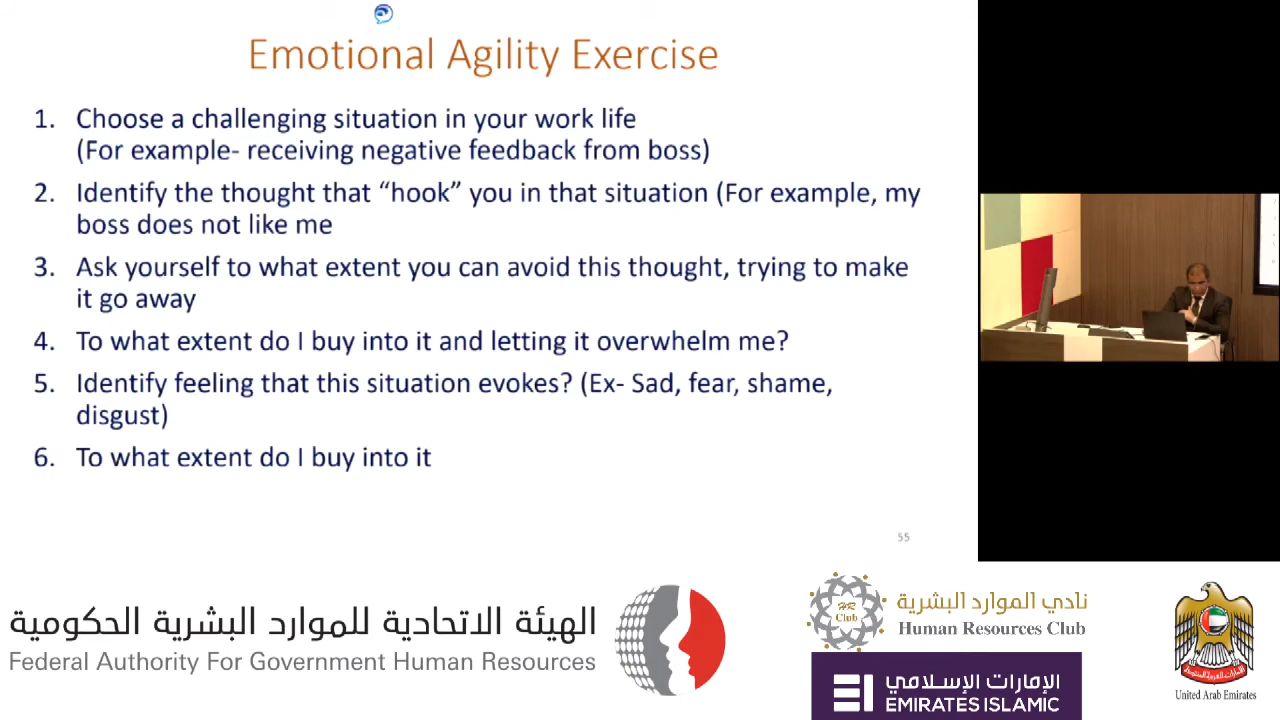 Emotional Agility Exercise
1. Choose a challenging situation in your work life
(For example- receiving negative feedback from boss)
2. Identify the thought that “hook” you in that situation (For example, my
boss does not like me
3. Ask yourself to what extent you can avoid this thought, trying to make
it go away
4. To what extent do I buy into it and letting it overwhelm me?
5. Identify feeling that this situation evokes? (Ex- Sad, fear, shame,
disgust)
6. To what extent do I buy into it
55
الهيئة الاتحادية للموارد البشرية الحكومية
Federal Authority For Government Human Resources
HR
Club
نادي الموارد البشرية
Human Resources Club
الإمارات الإسلامي
EMIRATES ISLAMIC
United Arab Emirates